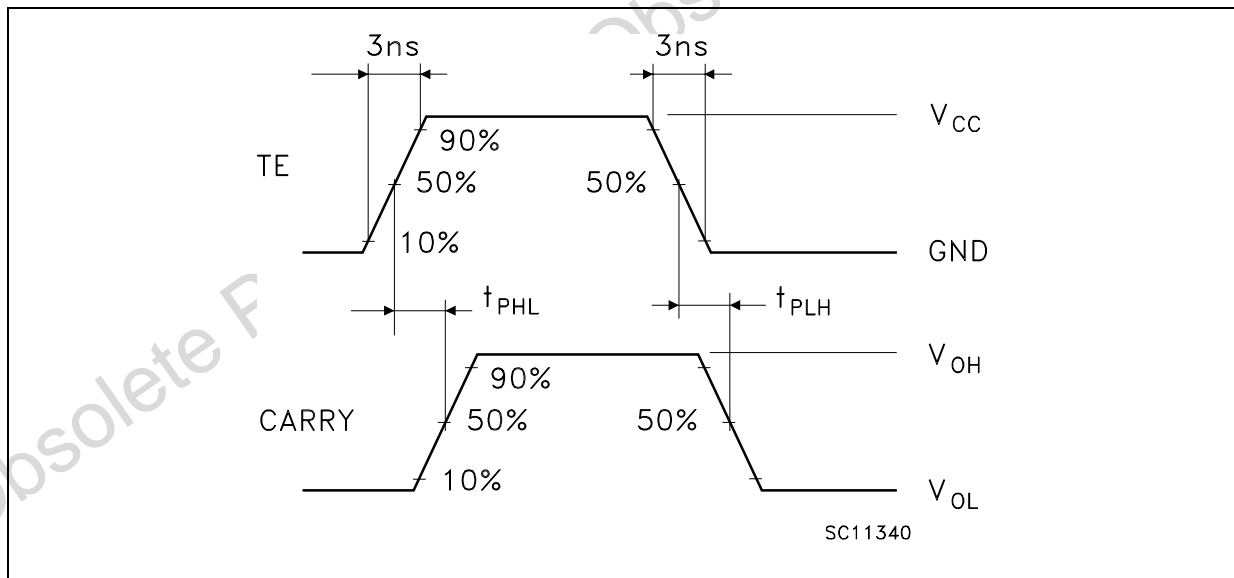 3ns
3ns
V_CC
90%
TE
50%
50%
10%
GND
t_PHL
t_PLH
V_OH
90%
CARRY
50%
50%
10%
V_OL
SC11340